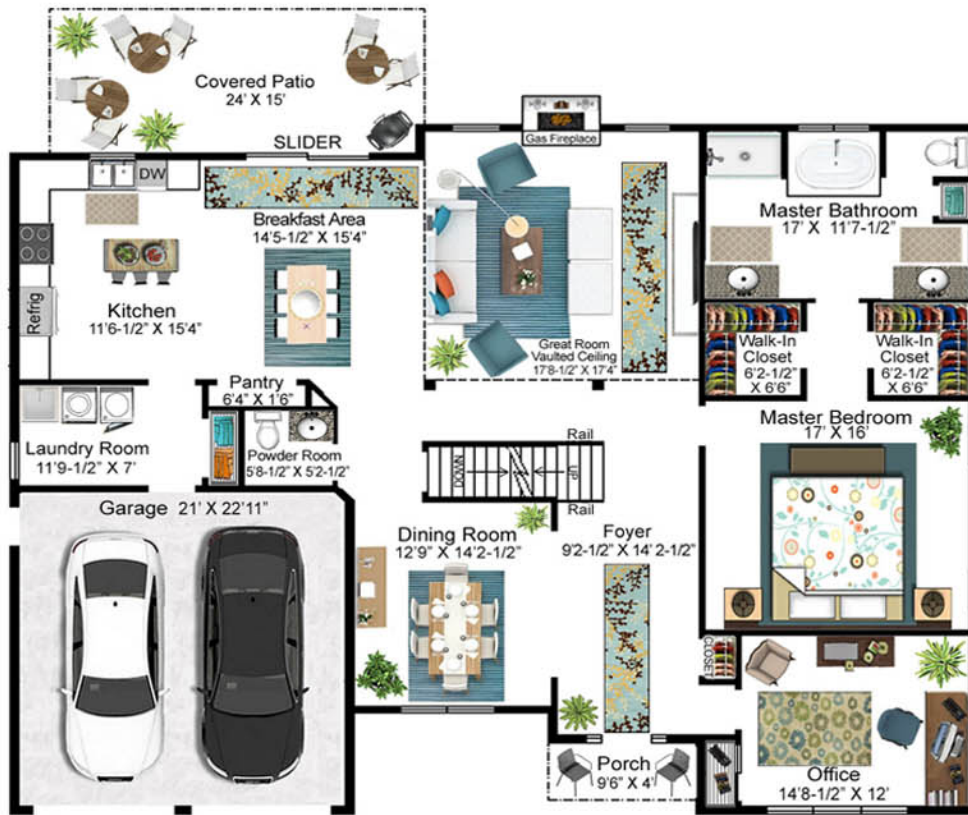 Covered Patio
24' X 15'
SLIDER
Gas Fireplace
DW
Breakfast Area
14'5-1/2" X 15'4"
Master Bathroom
17' X 11'7-1/2"
Kitchen
11'6-1/2" X 15'4"
Refrig
Great Room
Vaulted Ceiling
17'8-1/2" X 17'4"
Walk-In
Closet
6'2-1/2"
X 6'6"
Walk-In
Closet
6'2-1/2"
X 6'6"
Pantry
6'4" X 1'6"
Master Bedroom
17' X 16'
Laundry Room
11'9-1/2" X 7'
Powder Room
5'8-1/2" X 5'2-1/2"
Rail
DOWN
UP
Rail
Garage 21' X 22'11"
Dining Room
12'9" X 14'2-1/2"
Foyer
9'2-1/2" X 14' 2-1/2"
CLOSET
Porch
9'6" X 4'
Office
14'8-1/2" X 12'